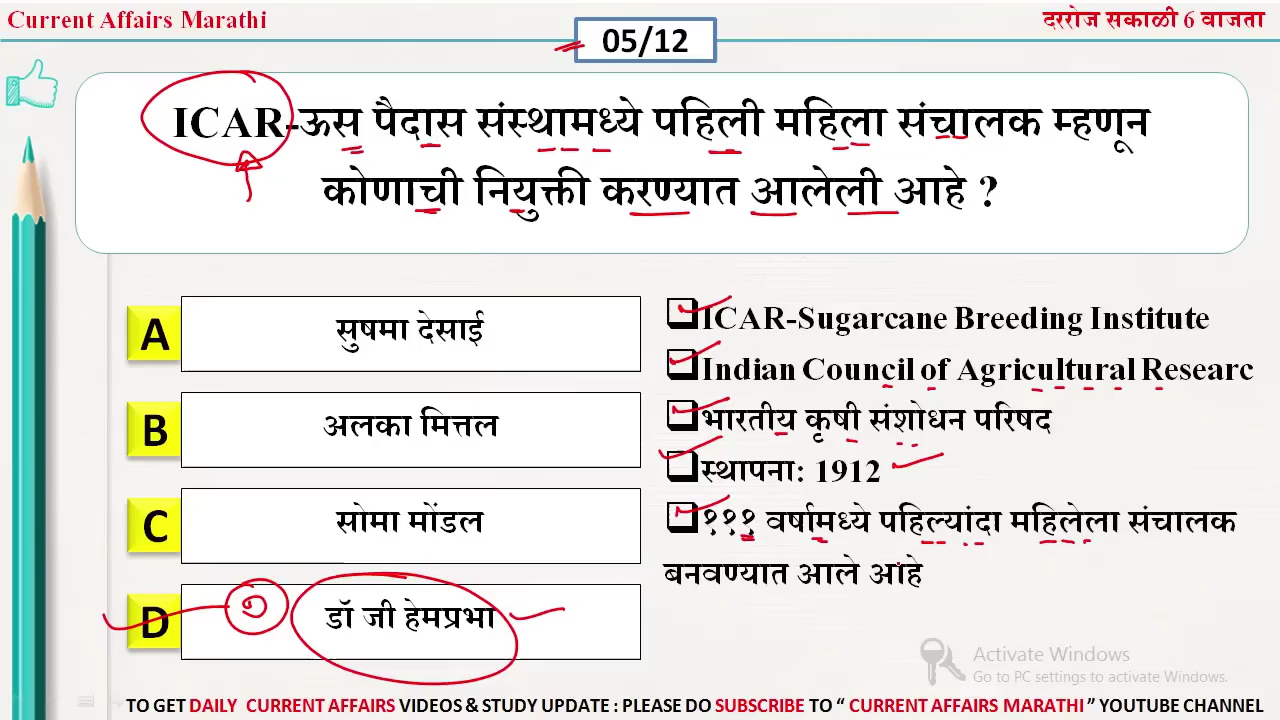 Current Affairs Marathi
दररोज सकाळी 6 वाजता
05/12
ICAR-ऊस पैदास संस्थामध्ये पहिली महिला संचालक म्हणून
कोणाची नियुक्ती करण्यात आलेली आहे ?
A सुषमा देसाई
B अलका मित्तल
C सोमा मोंडल
D डॉ जी हेमप्रभा
ICAR-Sugarcane Breeding Institute
Indian Council of Agricultural Researc
भारतीय कृषी संशोधन परिषद
स्थापना: 1912
१११ वर्षामध्ये पहिल्यांदा महिलेला संचालक
बनवण्यात आले आहे
Activate Windows
Go to PC settings to activate Windows.
TO GET DAILY CURRENT AFFAIRS VIDEOS & STUDY UPDATE : PLEASE DO SUBSCRIBE TO “ CURRENT AFFAIRS MARATHI ” YOUTUBE CHANNEL